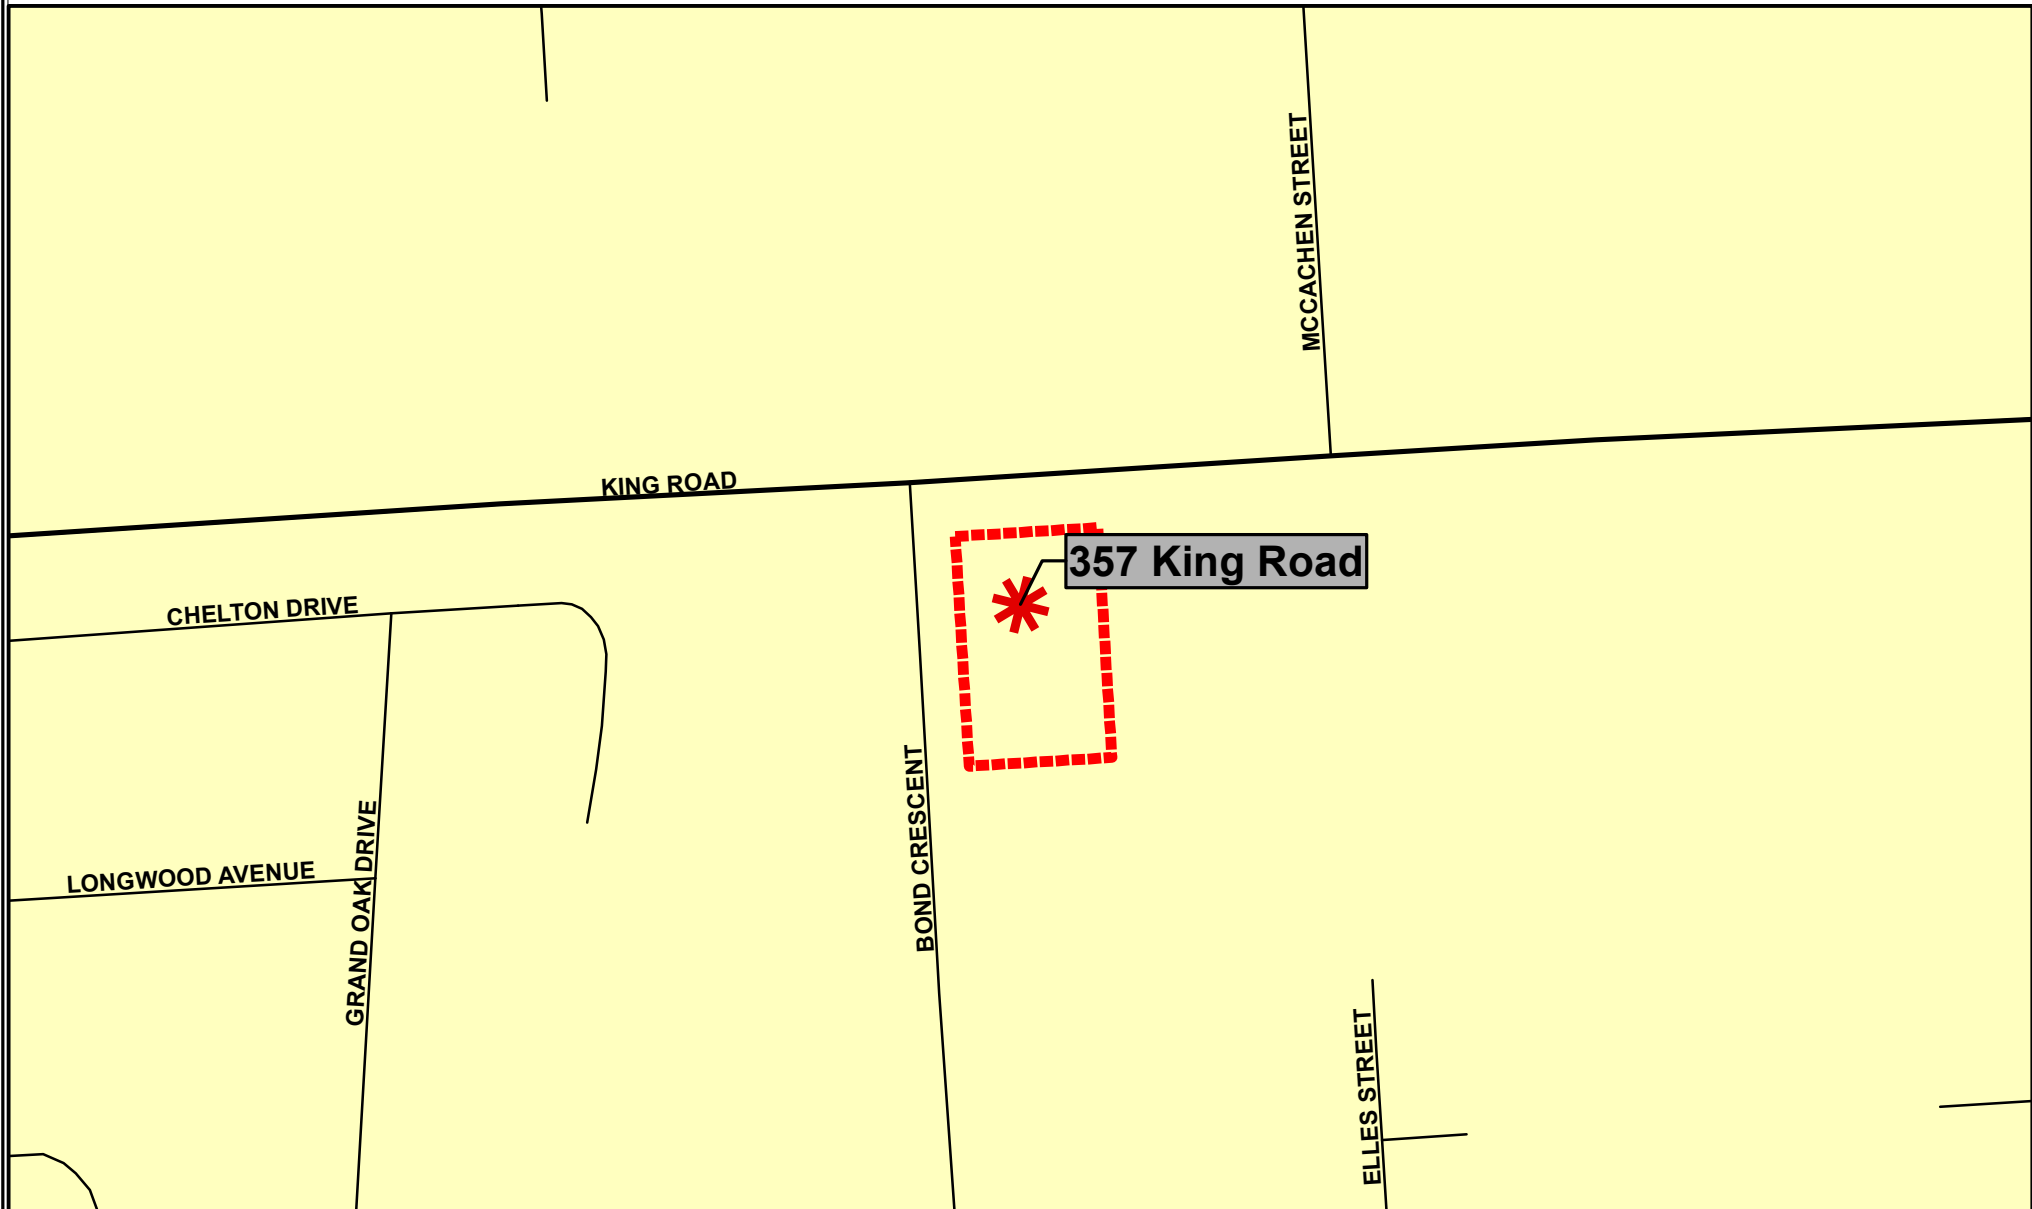 MCCACHEN STREET
KING ROAD
357 King Road
CHELTON DRIVE
BOND CRESCENT
GRAND OAK DRIVE
LONGWOOD AVENUE
ELLES STREET